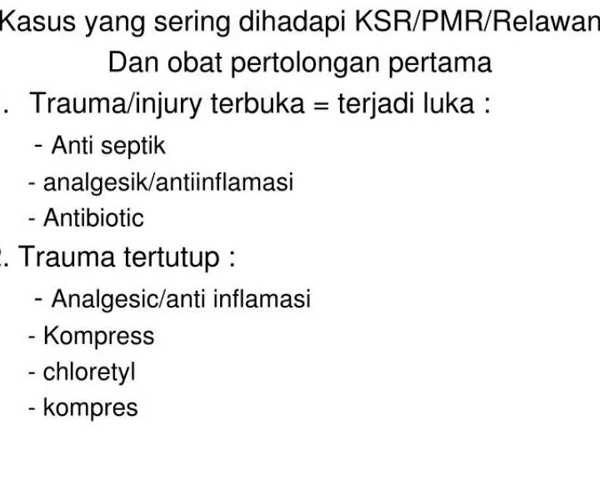 Kasus yang sering dihadapi KSR/PMR/Relawan
Dan obat pertolongan pertama
. Trauma/injury terbuka = terjadi luka :
- Anti septik
- analgesik/antiinflamasi
- Antibiotic
. Trauma tertutup :
- Analgesic/anti inflamasi
- Kompress
- chloretyl
- kompres